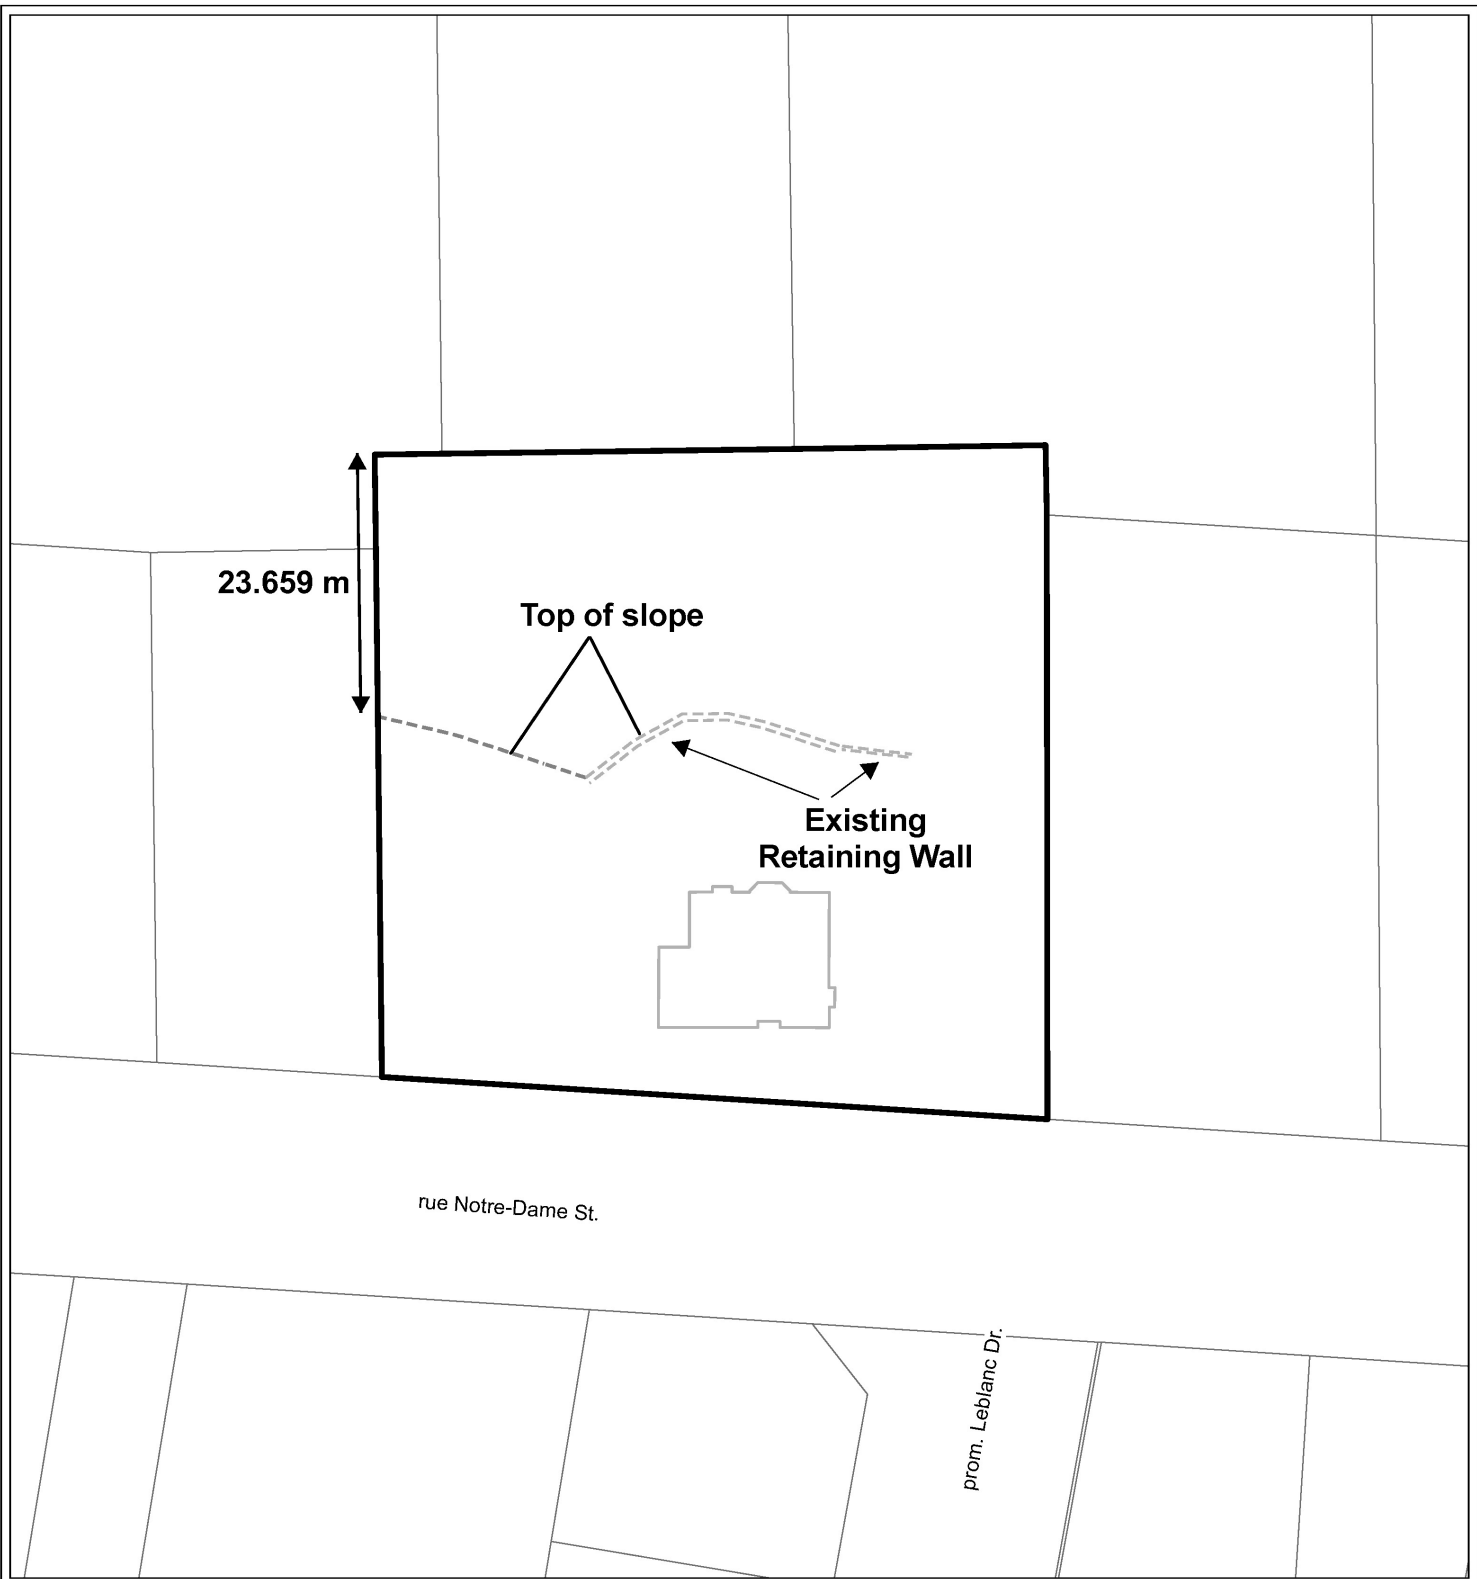 23.659 m
Top of slope
Existing
Retaining Wall
rue Notre-Dame St.
prom. Leblanc Dr.